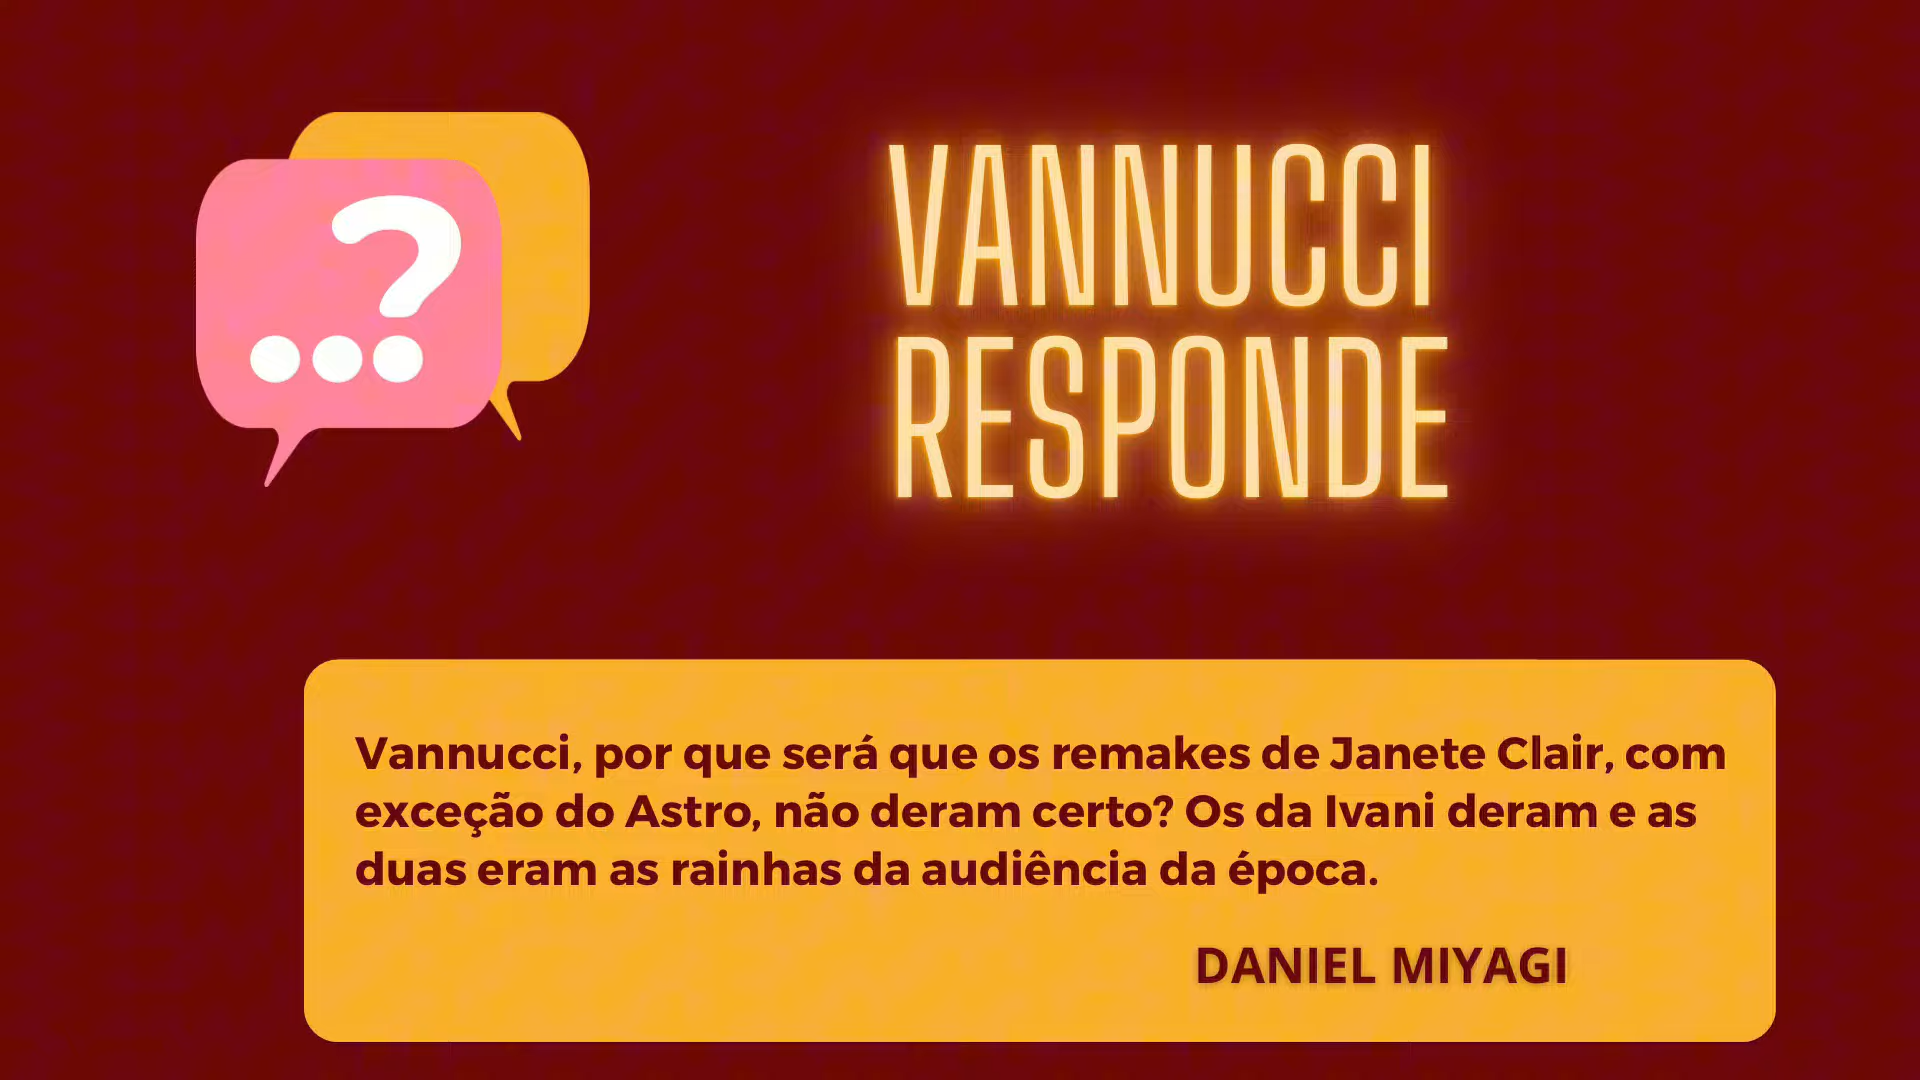 ...?
VANNUCCI
RESPONDE
Vannucci, por que será que os remakes de Janete Clair, com
exceção do Astro, não deram certo? Os da Ivani deram e as
duas eram as rainhas da audiência da época.
DANIEL MIYAGI